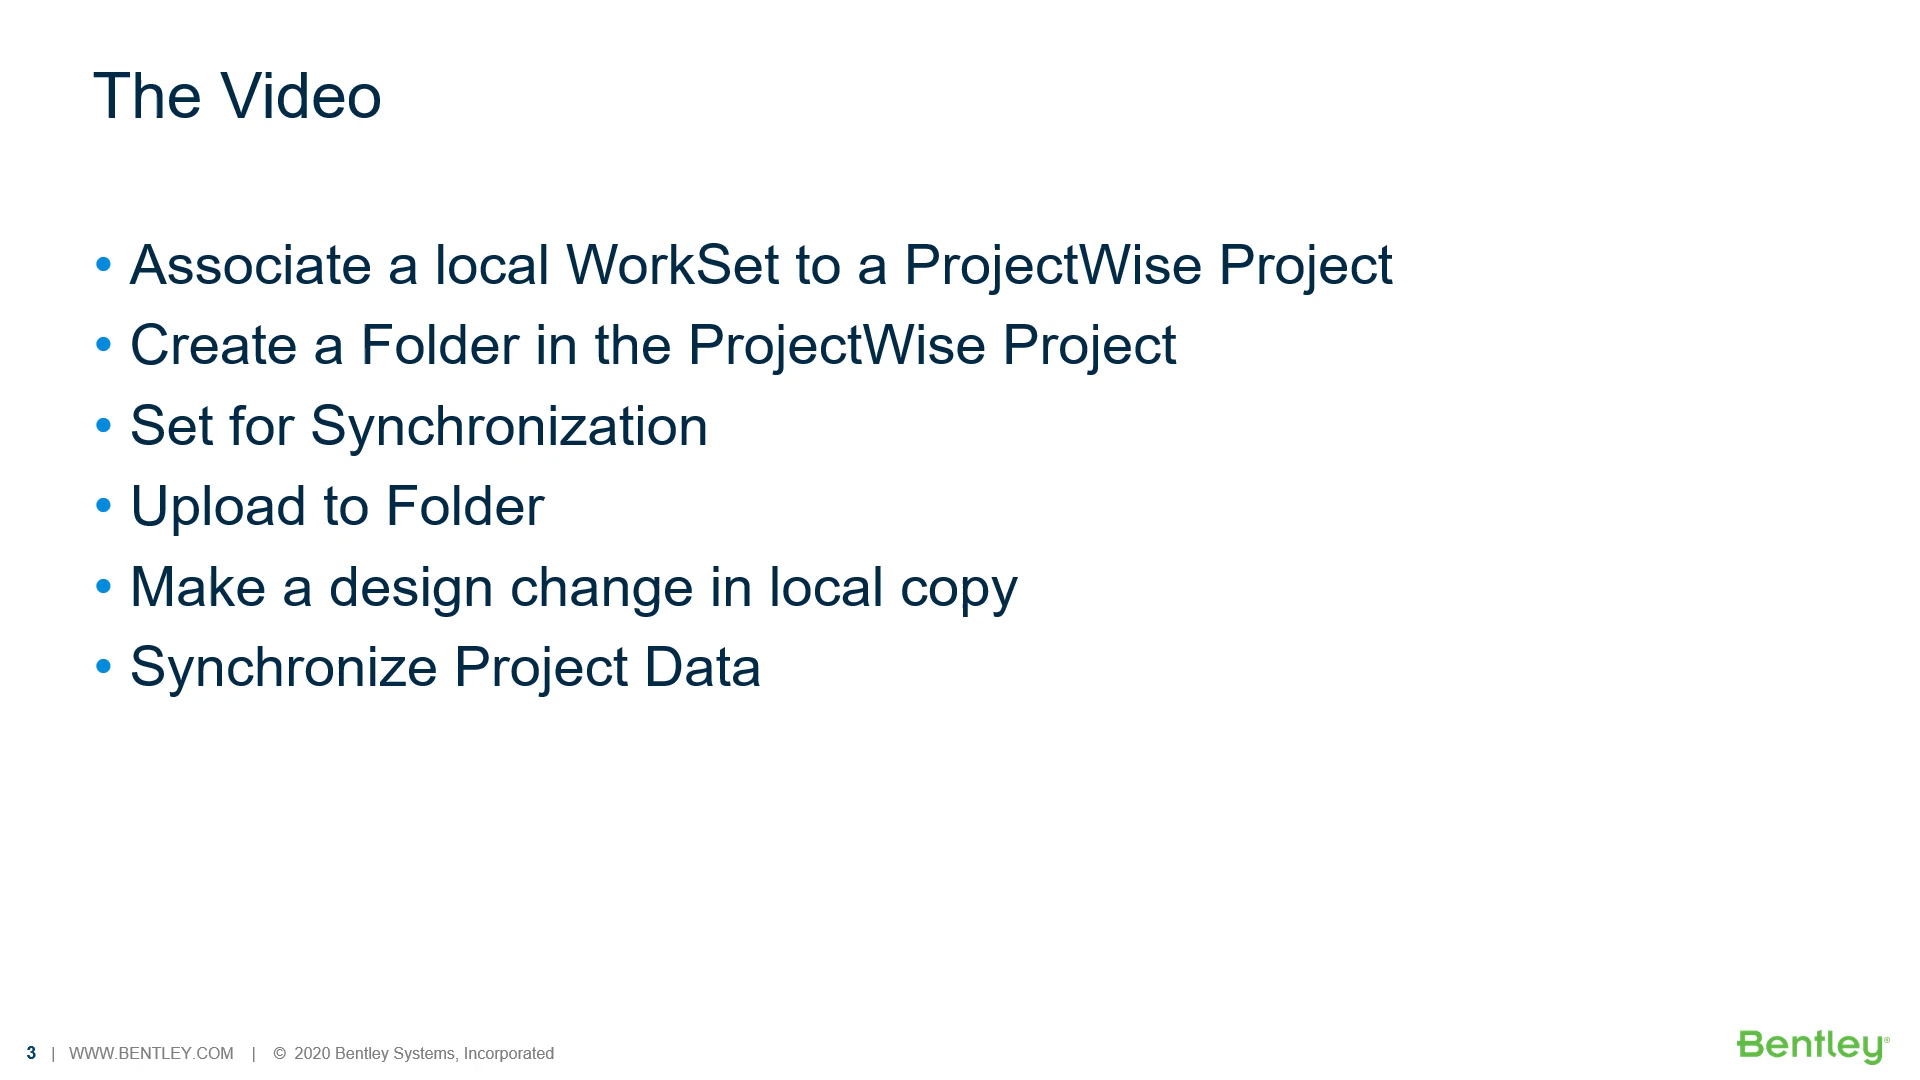 The Video
• Associate a local WorkSet to a ProjectWise Project
• Create a Folder in the ProjectWise Project
• Set for Synchronization
• Upload to Folder
• Make a design change in local copy
• Synchronize Project Data
3 | WWW.BENTLEY.COM | © 2020 Bentley Systems, Incorporated
Bentley®